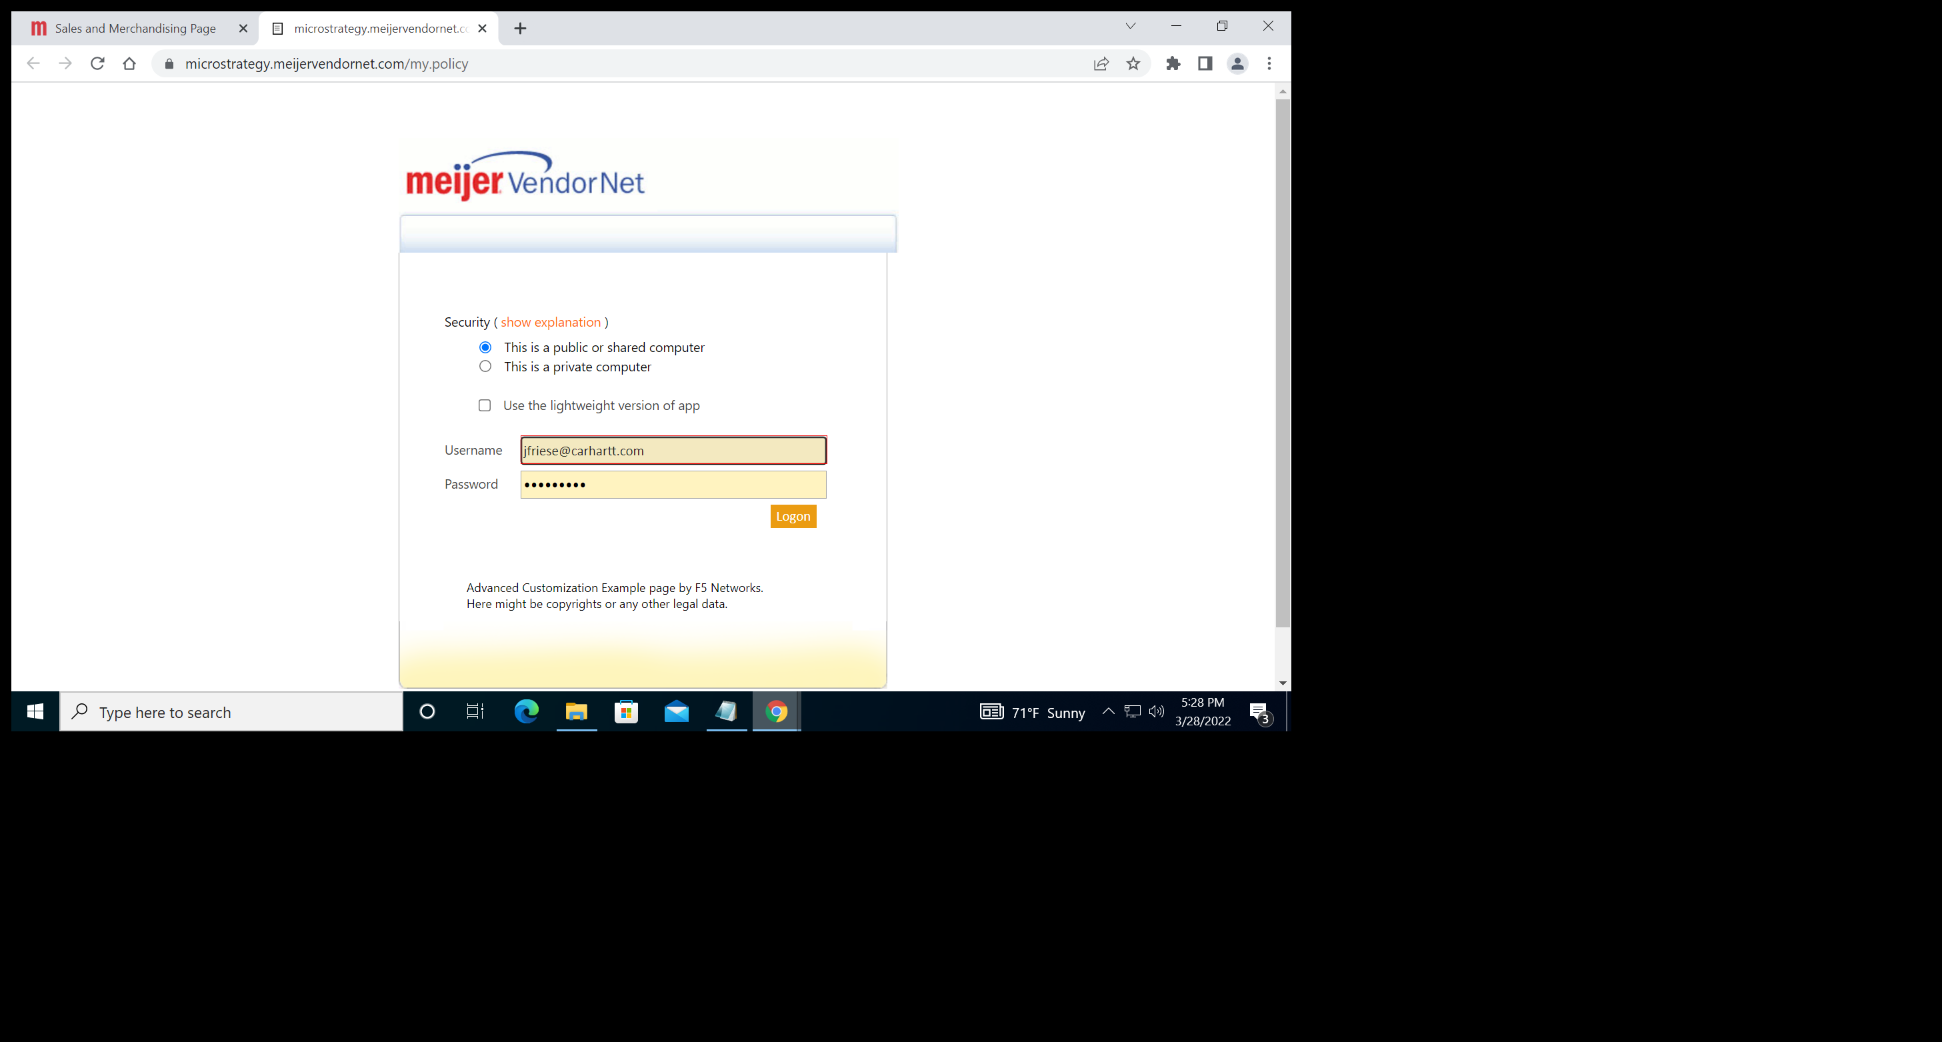 Sales and Merchandising Page
microstrategy.meijervendornet.co
microstrategy.meijervendornet.com/my.policy
meijer VendorNet
Security ( show explanation )
This is a public or shared computer
This is a private computer
Use the lightweight version of app
Username jfriese@carhartt.com
Password •••••••••
Logon
Advanced Customization Example page by F5 Networks.
Here might be copyrights or any other legal data.
Type here to search
71°F Sunny
5:28 PM
3/28/2022
3